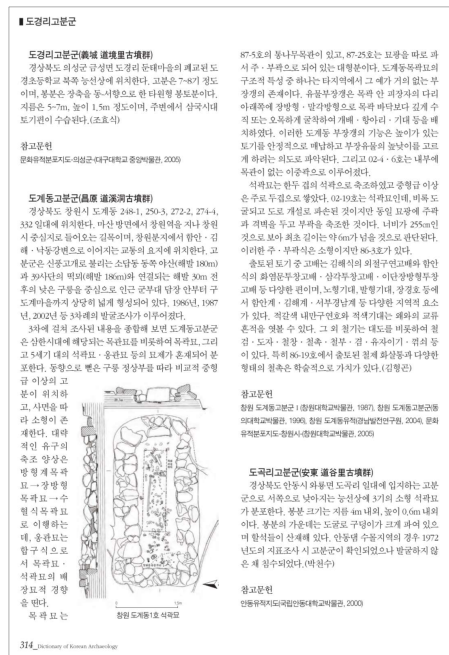 ■ 도경리고분군
도경리고분군(義城 道境里古墳群)
경상북도 의성군 금성면 도경리 둔태마을의 폐교된 도
경초등학교 북쪽 능선상에 위치한다. 고분은 7~8기 정도
이며, 봉분은 장축을 동-서향으로 한 타원형 봉토분이다.
지름은 5~7m, 높이 1.5m 정도이며, 주변에서 삼국시대
토기편이 수습된다.(조효식)
참고문헌
문화유적분포지도-의성군-(대구대학교 중앙박물관, 2005)
도계동고분군(昌原 道溪洞古墳群)
경상남도 창원시 도계동 248-1, 250-3, 272-2, 274-4,
332 일대에 위치한다. 마산 방면에서 창원역을 지나 창원
시 중심지로 들어오는 길목이며, 창원분지에서 함안·김
해·낙동강변으로 이어지는 교통의 요지에 위치한다. 고
분군은 신풍고개로 불리는 소답동 동쪽 야산(해발 180m)
과 39사단의 떡뫼(해발 186m)와 연결되는 해발 30m 전
후의 낮은 구릉을 중심으로 인근 군부대 담장 안부터 구
도계마을까지 상당히 넓게 형성되어 있다. 1986년, 1987
년, 2002년 등 3차례의 발굴조사가 이루어졌다.
3차에 걸쳐 조사된 내용을 종합해 보면 도계동고분군
은 삼한시대에 해당되는 목관묘를 비롯하여 목곽묘, 그리
고 5세기 대의 석곽묘·옹관묘 등의 묘제가 혼재되어 분
포한다. 동향으로 뻗은 구릉 정상부를 따라 비교적 중형
급 이상의 고
분이 위치하
고, 사면을 따
라 소형이 존
재한다. 대략
적인 유구의
축조 양상은
방형계목곽
묘→장방형
목곽묘→수
혈식목곽묘
로 이행하는
데, 옹관묘는
합구식으로
서 목곽묘·
석곽묘의 배
장묘적 경향
을 띤다.
목곽묘는
창원 도계동1호 석곽묘
87-5호의 통나무목관이 있고, 87-25호는 묘광을 따로 파
서 주·부곽으로 되어 있는 대형분이다. 도계동목곽묘의
구조적 특성 중 하나는 타지역에서 그 예가 거의 없는 부
장갱의 존재이다. 유물부장갱은 목곽 안 피장자의 다리
아래쪽에 장방형·말각방형으로 목곽 바닥보다 깊게 수
직 또는 오목하게 굴착하여 개배·항아리·기대 등을 배
치하였다. 이러한 도계동 부장갱의 기능은 높이가 있는
토기를 안정적으로 매납하고 부장유물의 높낮이를 고르
게 하려는 의도로 파악된다. 그리고 02-4·6호는 내부에
목관이 없는 이중곽으로 이루어졌다.
석곽묘는 한두 겹의 석곽으로 축조하였고 중형급 이상
은 주로 두겹으로 쌓았다. 02-19호는 석곽묘인데, 비록 도
굴되고 도로 개설로 파손된 것이지만 동일 묘광에 주곽
과 격벽을 두고 부곽을 축조한 것이다. 너비가 255㎝인
것으로 보아 최초 길이는 약 6m가 넘을 것으로 판단된다.
이러한 주·부곽식은 소형이지만 86-3호가 있다.
출토된 토기 중 고배는 김해식의 외절구연고배와 함안
식의 화염문투창고배·삼각투창고배·이단장방형투창
고배 등 다양한 편이며, 노형기대, 발형기대, 장경호 등에
서 함안계·김해계·서부경남계 등 다양한 지역적 요소
가 있다. 적갈색 내만구연호와 적색기대는 왜와의 교류
흔적을 엿볼 수 있다. 그 외 철기는 대도를 비롯하여 철
검·도자·철창·철촉·철부·겸·유자이기·꺾쇠 등
이 있다. 특히 86-19호에서 출토된 철제 화살통과 다양한
형태의 철촉은 학술적으로 가치가 있다.(김형곤)
참고문헌
창원 도계동고분군Ⅰ(창원대학교박물관, 1987), 창원 도계동고분군(동
의대학교박물관, 1996), 창원 도계동유적(경남발전연구원, 2004), 문화
유적분포지도-창원시-(창원대학교박물관, 2005)
도곡리고분군(安東 道谷里古墳群)
경상북도 안동시 와룡면 도곡리 일대에 입지하는 고분
군으로 서쪽으로 낮아지는 능선상에 3기의 소형 석곽묘
가 분포한다. 봉분 크기는 지름 4m 내외, 높이 0.6m 내외
이다. 봉분의 가운데는 도굴로 구덩이가 크게 파여 있으
며 할석들이 산재해 있다. 안동댐 수몰지역의 경우 1972
년도의 지표조사 시 고분군이 확인되었으나 발굴하지 않
은 채 침수되었다.(박천수)
참고문헌
안동유적지도(국립안동대학교박물관, 2000)
314_Dictionary of Korean Archaeology